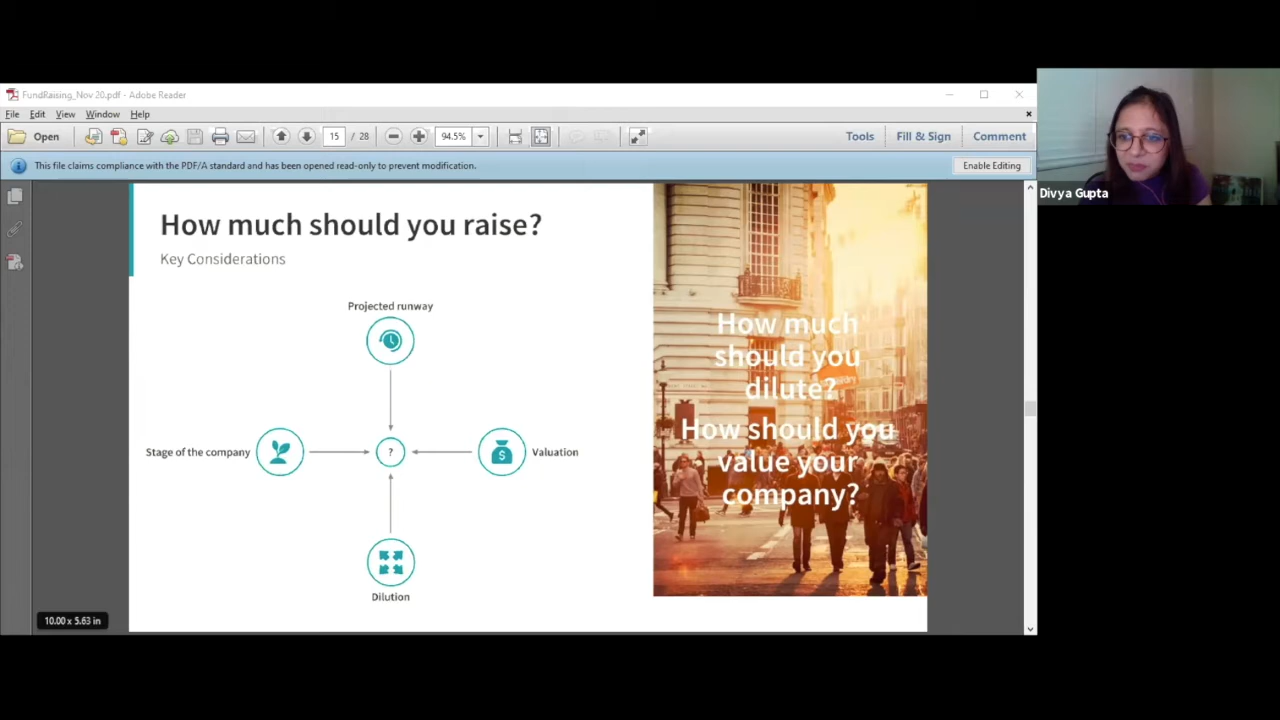 FundRaising_Nov 20.pdf - Adobe Reader
File Edit View Window Help
Open 15 / 28 94.5% Tools Fill & Sign Comment
This file claims compliance with the PDF/A standard and has been opened read-only to prevent modification. Enable Editing
Divya Gupta
How much should you raise?
Key Considerations
Projected runway
Stage of the company
?
$
Valuation
Dilution
How much
should you
dilute?
How should you
value your
company?
10.00 x 5.63 in